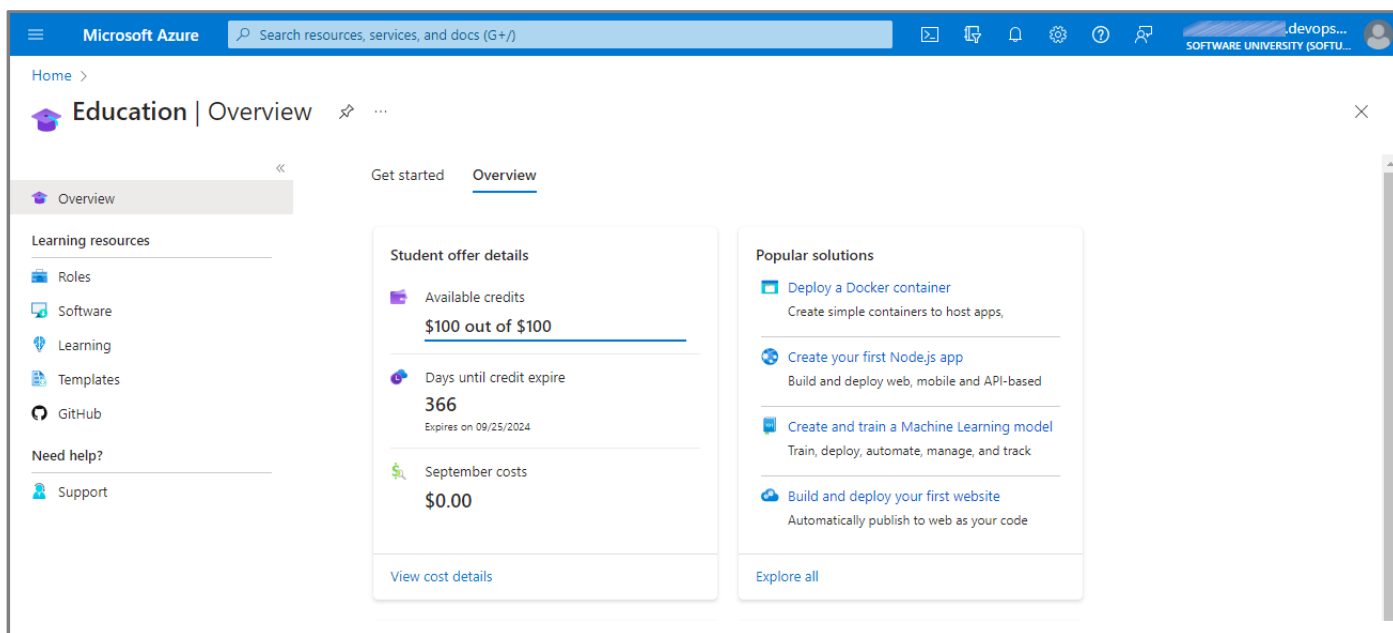 Microsoft Azure
Search resources, services, and docs (G+/)
.devops...
SOFTWARE UNIVERSITY (SOFTU...
Home >
Education | Overview
...
Overview
Learning resources
Roles
Software
Learning
Templates
GitHub
Need help?
Support
Get started
Overview
Student offer details
Available credits
$100 out of $100
Days until credit expire
366
Expires on 09/25/2024
September costs
$0.00
View cost details
Popular solutions
Deploy a Docker container
Create simple containers to host apps,
Create your first Node.js app
Build and deploy web, mobile and API-based
Create and train a Machine Learning model
Train, deploy, automate, manage, and track
Build and deploy your first website
Automatically publish to web as your code
Explore all